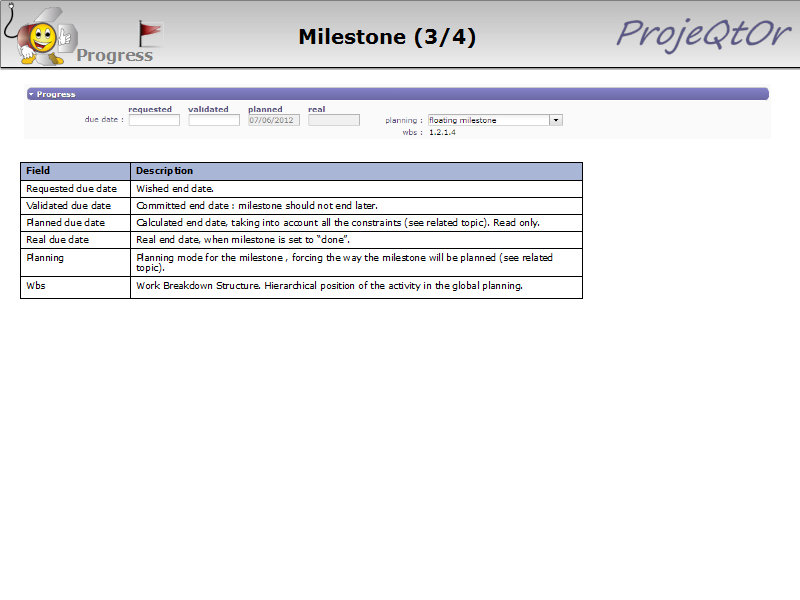 Milestone (3/4)
ProjeQtOr
Progress
Progress
requested validated planned real
due date : 07/06/2012 planning : floating milestone
wbs : 1.2.1.4
Field Description
Requested due date Wished end date.
Validated due date Committed end date : milestone should not end later.
Planned due date Calculated end date, taking into account all the constraints (see related topic). Read only.
Real due date Real end date, when milestone is set to “done”.
Planning Planning mode for the milestone , forcing the way the milestone will be planned (see related
topic).
Wbs Work Breakdown Structure. Hierarchical position of the activity in the global planning.